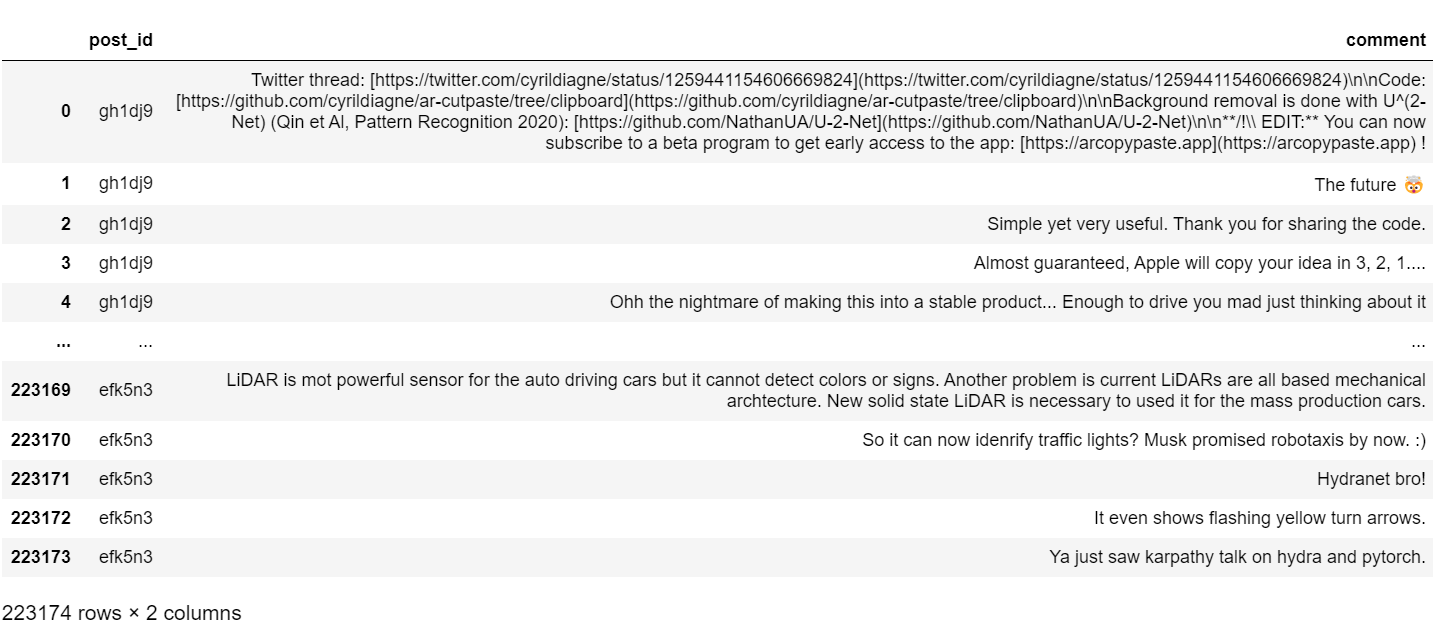 post_id comment
0 gh1dj9 Twitter thread: [https://twitter.com/cyrildiagne/status/1259441154606669824](https://twitter.com/cyrildiagne/status/1259441154606669824)\n\nCode:
[https://github.com/cyrildiagne/ar-cutpaste/tree/clipboard](https://github.com/cyrildiagne/ar-cutpaste/tree/clipboard)\n\nBackground removal is done with U^(2-
Net) (Qin et Al, Pattern Recognition 2020): [https://github.com/NathanUA/U-2-Net](https://github.com/NathanUA/U-2-Net)\n\n**/!\\ EDIT:** You can now
subscribe to a beta program to get early access to the app: [https://arcopypaste.app](https://arcopypaste.app) !
1 gh1dj9 The future 🤯
2 gh1dj9 Simple yet very useful. Thank you for sharing the code.
3 gh1dj9 Almost guaranteed, Apple will copy your idea in 3, 2, 1....
4 gh1dj9 Ohh the nightmare of making this into a stable product... Enough to drive you mad just thinking about it
... ... ...
223169 efk5n3 LiDAR is mot powerful sensor for the auto driving cars but it cannot detect colors or signs. Another problem is current LiDARs are all based mechanical
archtecture. New solid state LiDAR is necessary to used it for the mass production cars.
223170 efk5n3 So it can now idenrify traffic lights? Musk promised robotaxis by now. :)
223171 efk5n3 Hydranet bro!
223172 efk5n3 It even shows flashing yellow turn arrows.
223173 efk5n3 Ya just saw karpathy talk on hydra and pytorch.
223174 rows × 2 columns